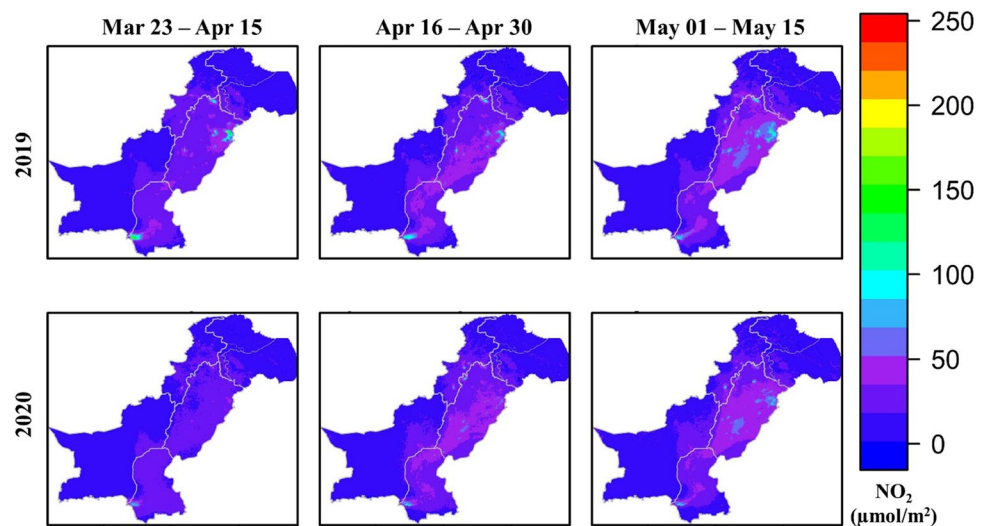 Mar 23 – Apr 15
Apr 16 – Apr 30
May 01 – May 15
2019
2020
250
200
150
100
50
0
NO₂
(µmol/m²)